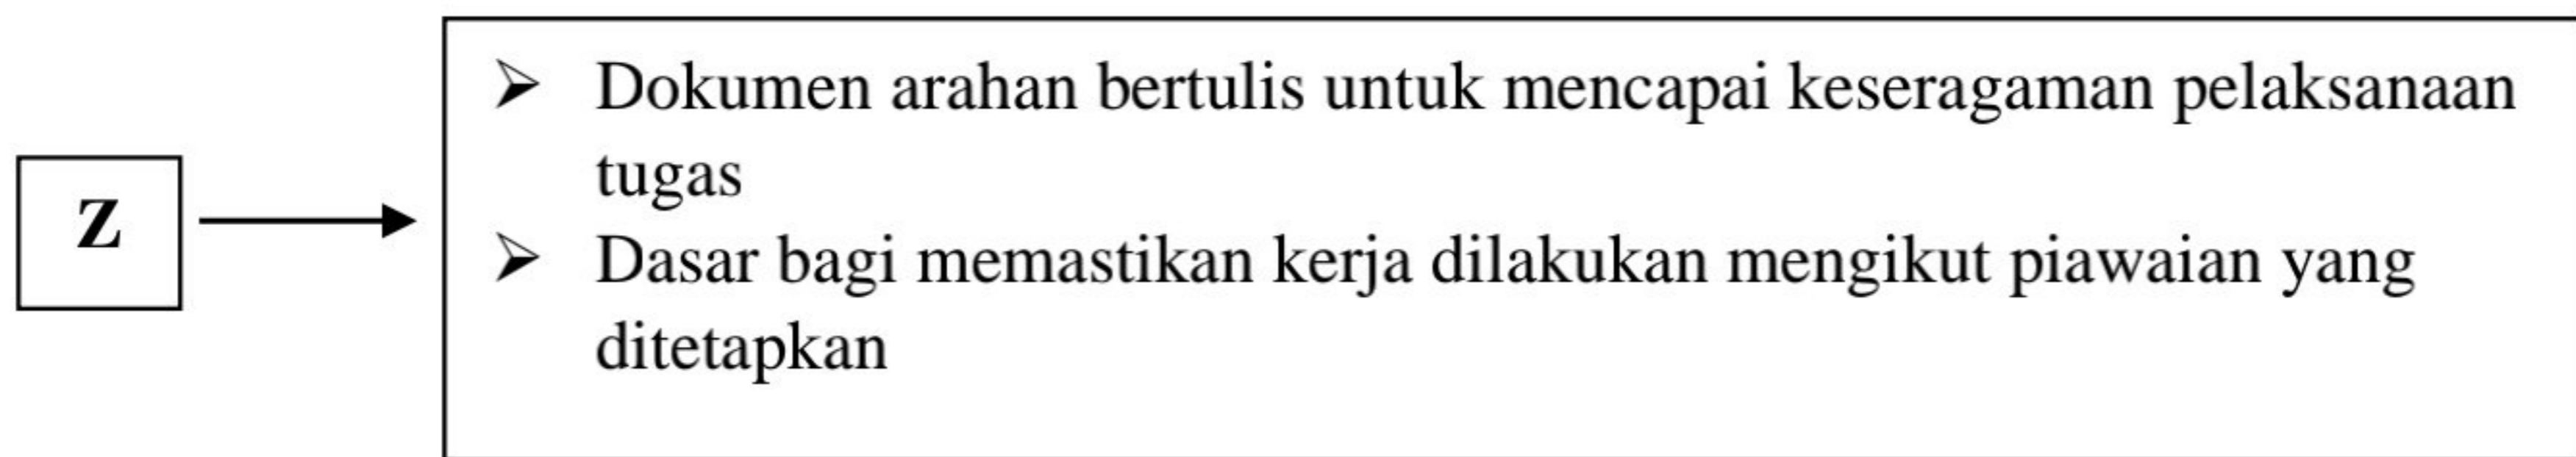 Z
➢ Dokumen arahan bertulis untuk mencapai keseragaman pelaksanaan
tugas
➢ Dasar bagi memastikan kerja dilakukan mengikut piawaian yang
ditetapkan